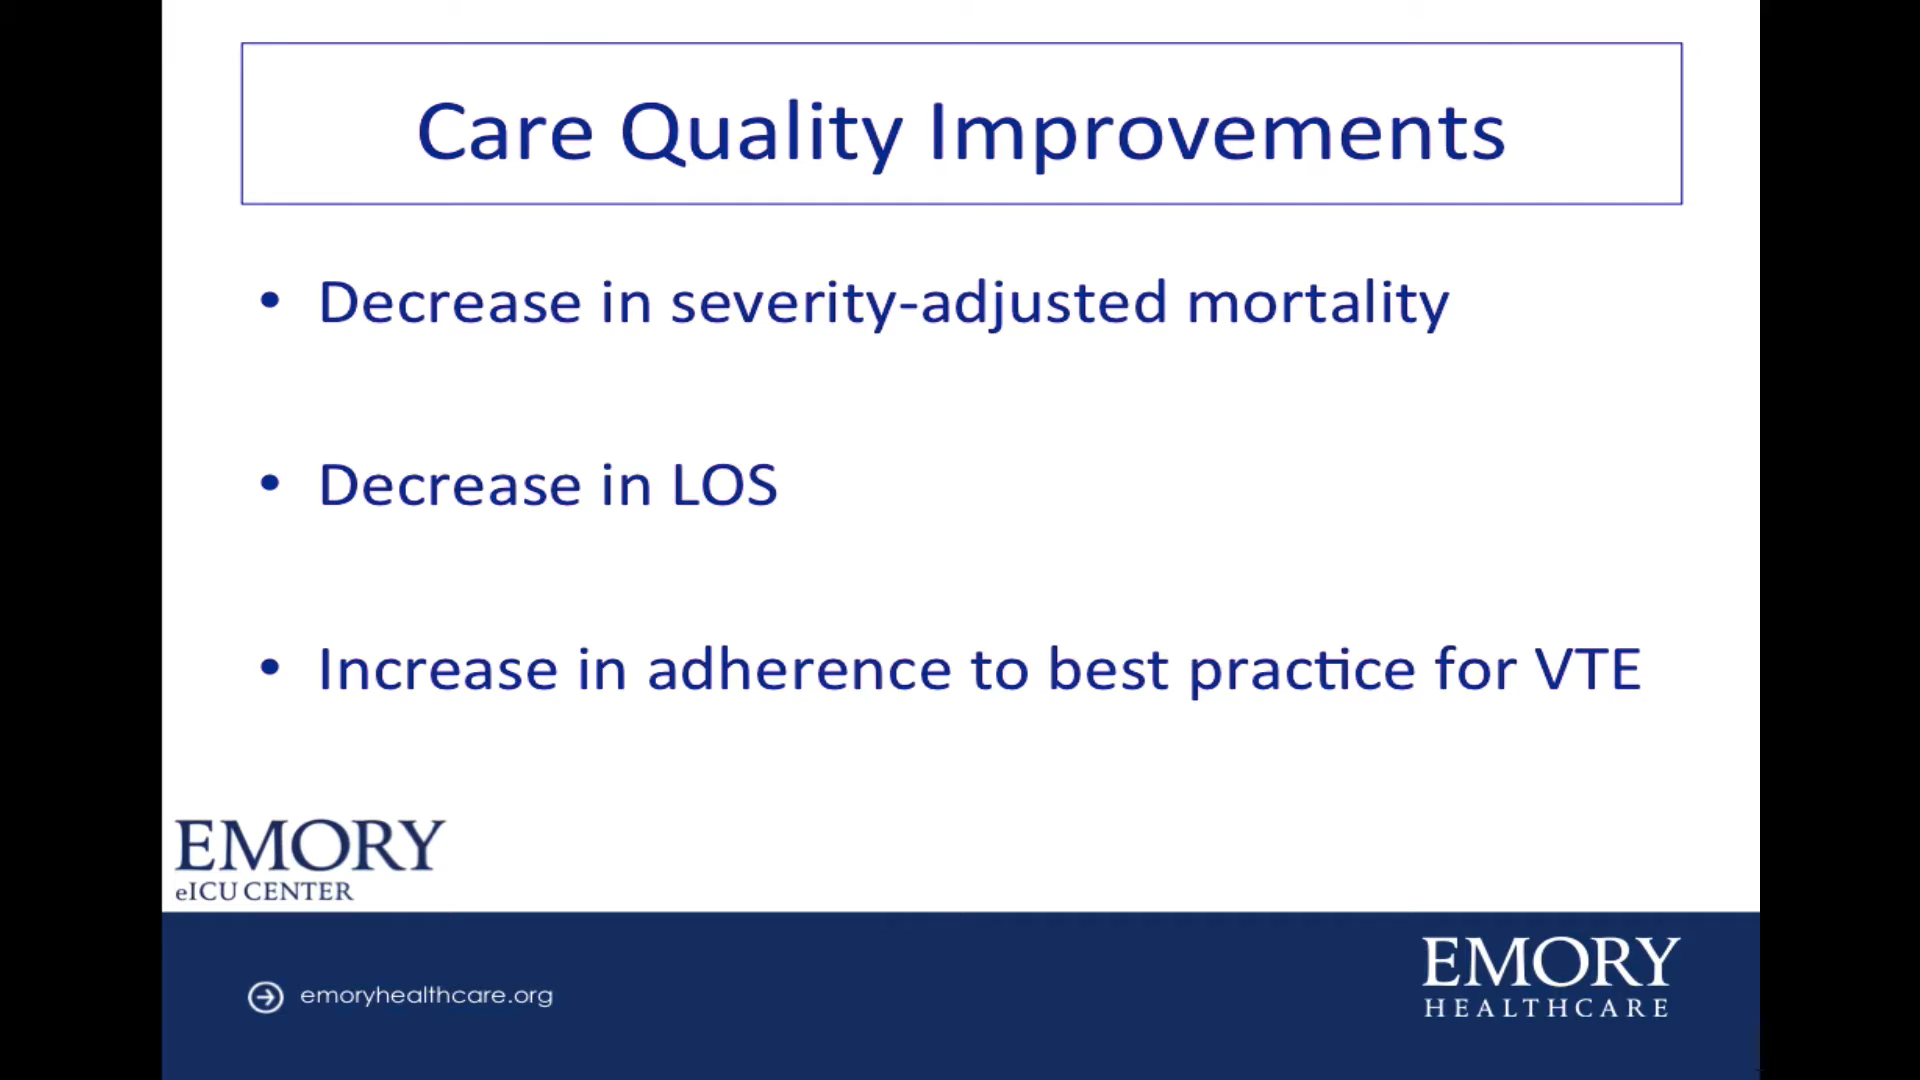 Care Quality Improvements
• Decrease in severity-adjusted mortality
• Decrease in LOS
• Increase in adherence to best practice for VTE
EMORY
eICU CENTER
emoryhealthcare.org
EMORY
HEALTHCARE